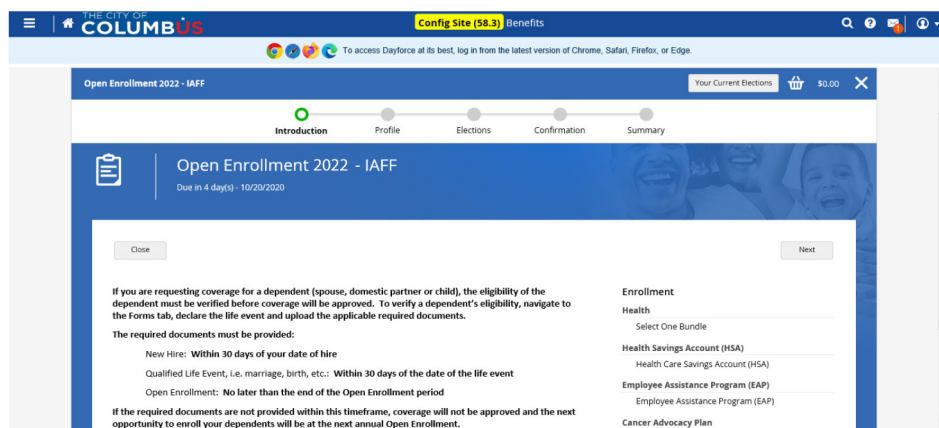 THE CITY OF
COLUMBUS
Config Site (58.3) Benefits
To access Dayforce at its best, log in from the latest version of Chrome, Safari, Firefox, or Edge.
Open Enrollment 2022 - IAFF
Your Current Elections
$0.00
Introduction
Profile
Elections
Confirmation
Summary
Open Enrollment 2022 - IAFF
Due in 4 day(s) - 10/20/2020
Close
Next
If you are requesting coverage for a dependent (spouse, domestic partner or child), the eligibility of the
dependent must be verified before coverage will be approved. To verify a dependent's eligibility, navigate to
the Forms tab, declare the life event and upload the applicable required documents.
The required documents must be provided:
New Hire: Within 30 days of your date of hire
Qualified Life Event, i.e. marriage, birth, etc.: Within 30 days of the date of the life event
Open Enrollment: No later than the end of the Open Enrollment period
If the required documents are not provided within this timeframe, coverage will not be approved and the next
opportunity to enroll your dependents will be at the next annual Open Enrollment.
Enrollment
Health
Select One Bundle
Health Savings Account (HSA)
Health Care Savings Account (HSA)
Employee Assistance Program (EAP)
Employee Assistance Program (EAP)
Cancer Advocacy Plan